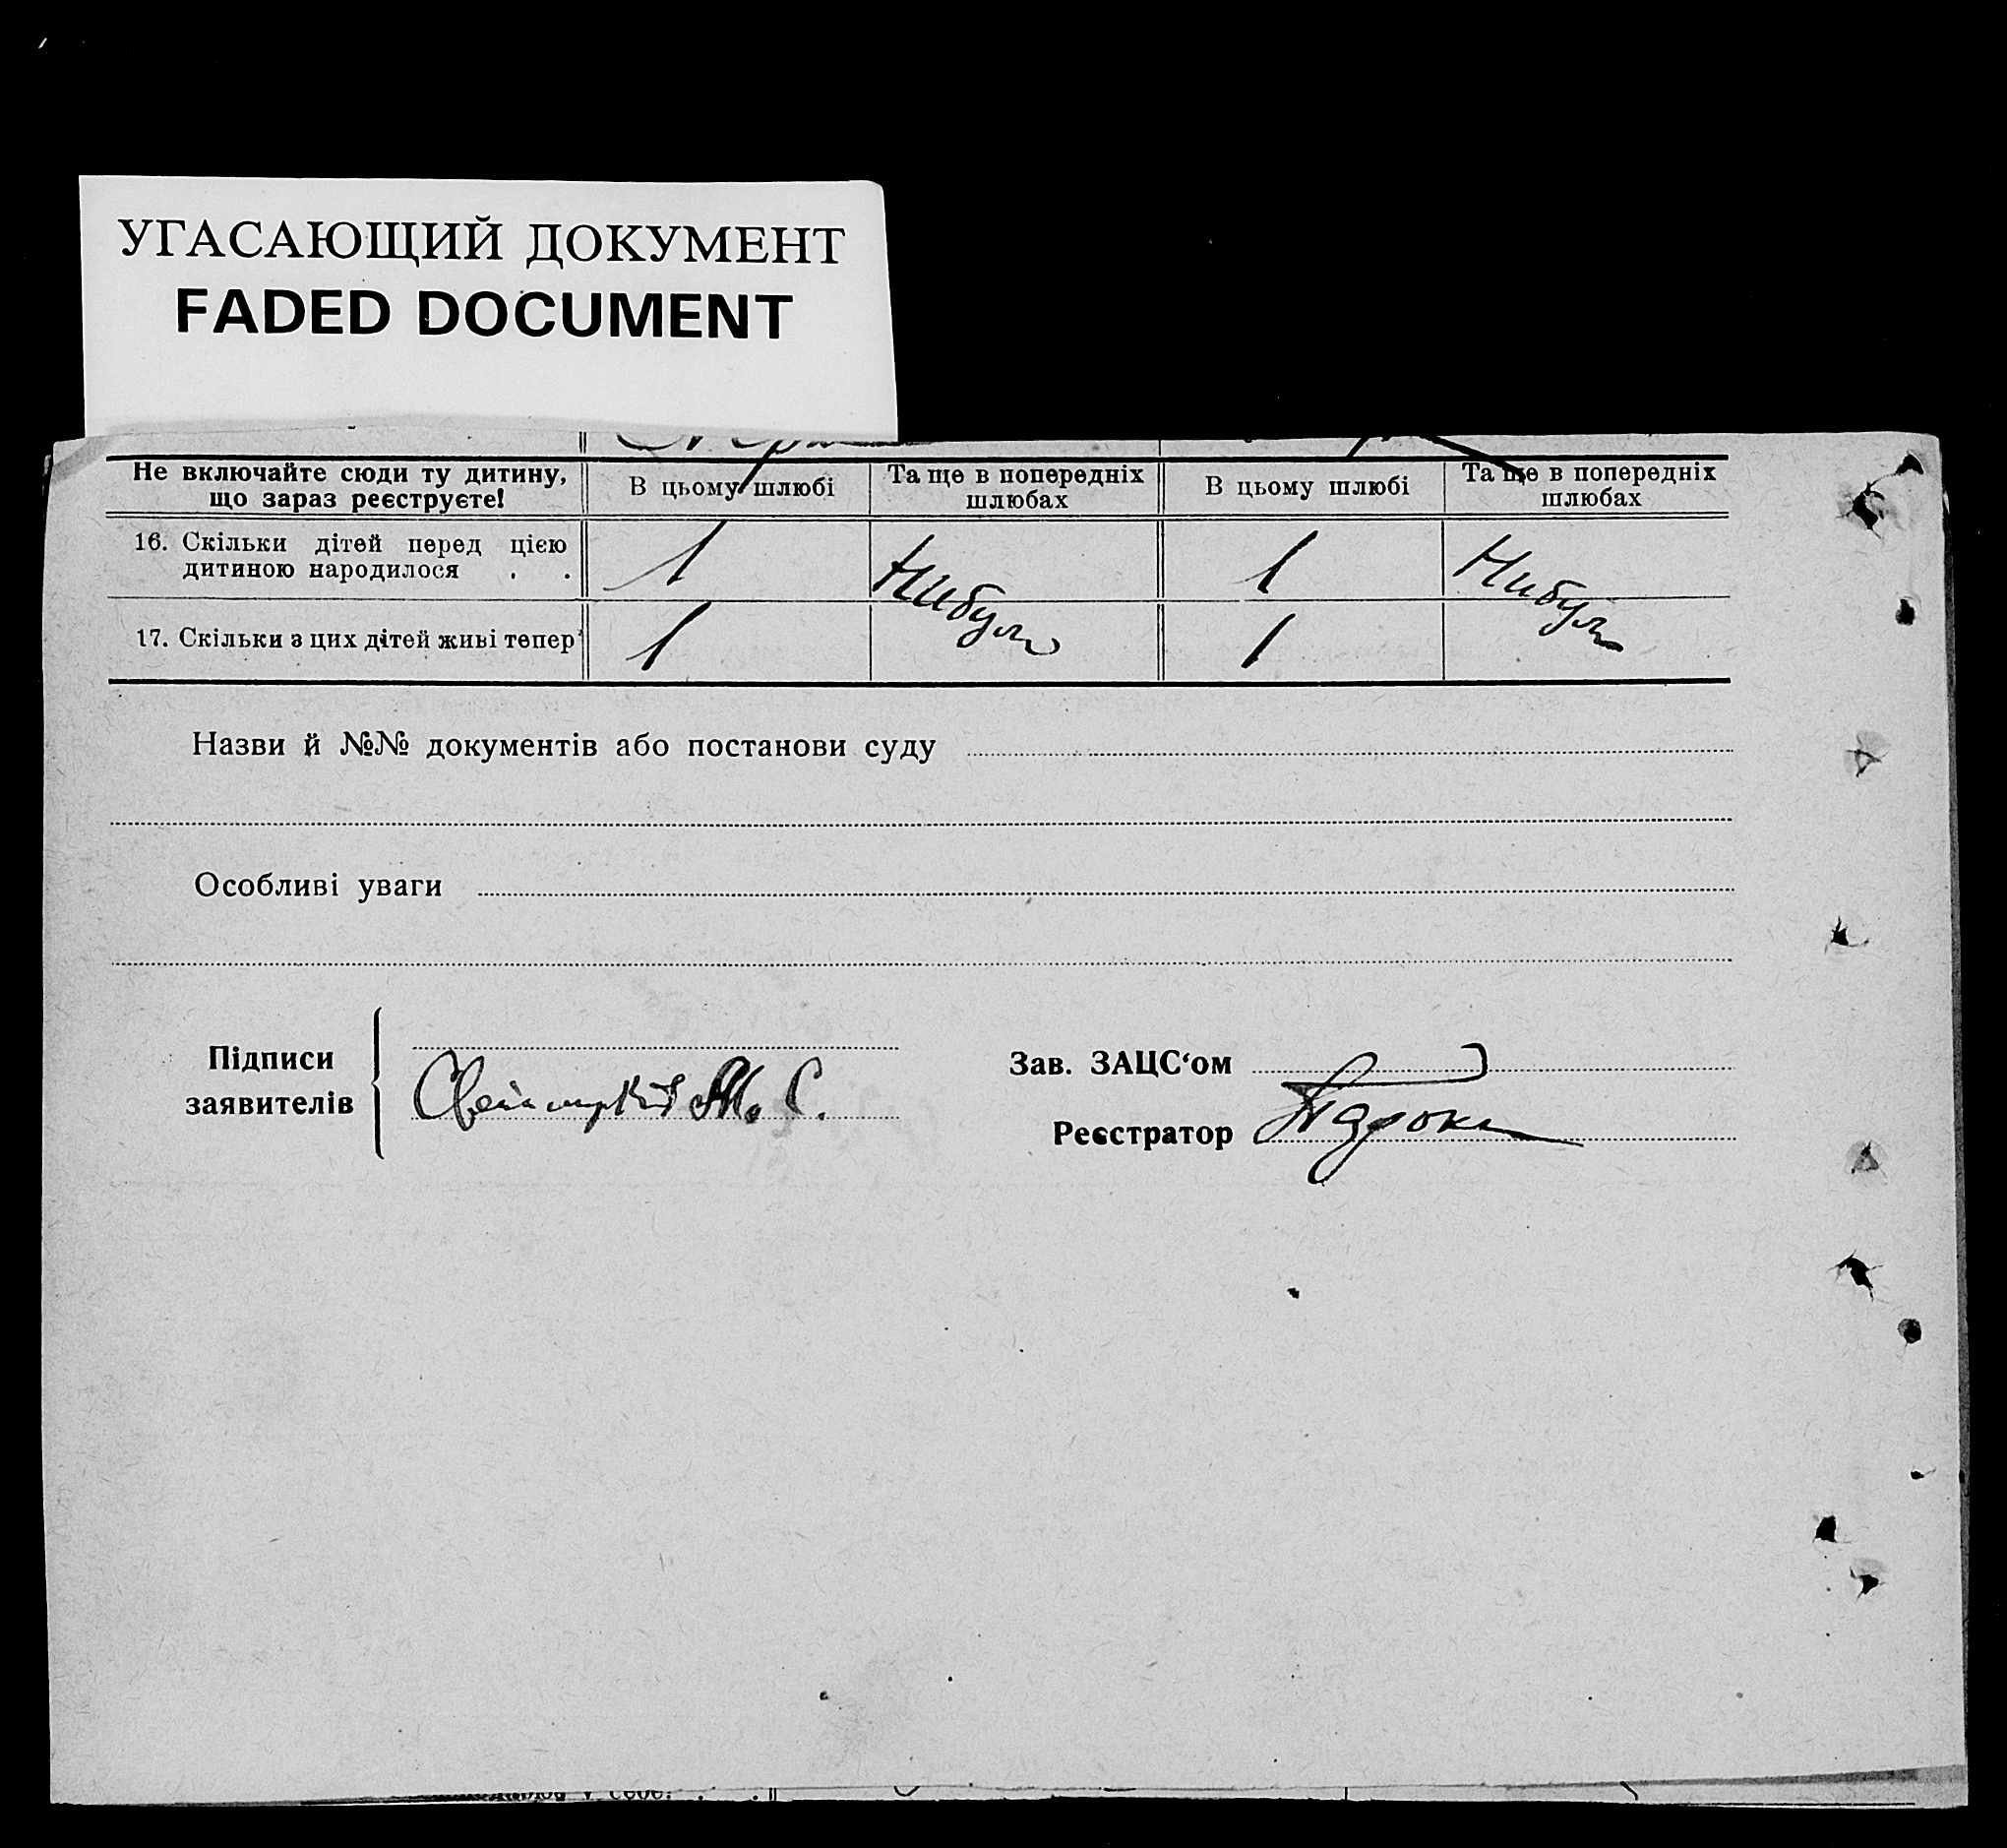 УГАСАЮЩИЙ ДОКУМЕНТ
FADED DOCUMENT
Не включайте сюди ту дитину,
що зараз реєструєте!
В цьому шлюбі
Та ще в попередніх
шлюбах
В цьому шлюбі
Та ще в попередніх
шлюбах
16. Скільки дітей перед цією
дитиною народилося . .
1
Нибули
1
Нибули
17. Скільки з цих дітей живі тепер
1
1
Назви й №№ документів або постанови суду
Особливі уваги
Підписи
заявителів
М. С.
Зав. ЗАЦС‘ом
Реєстратор